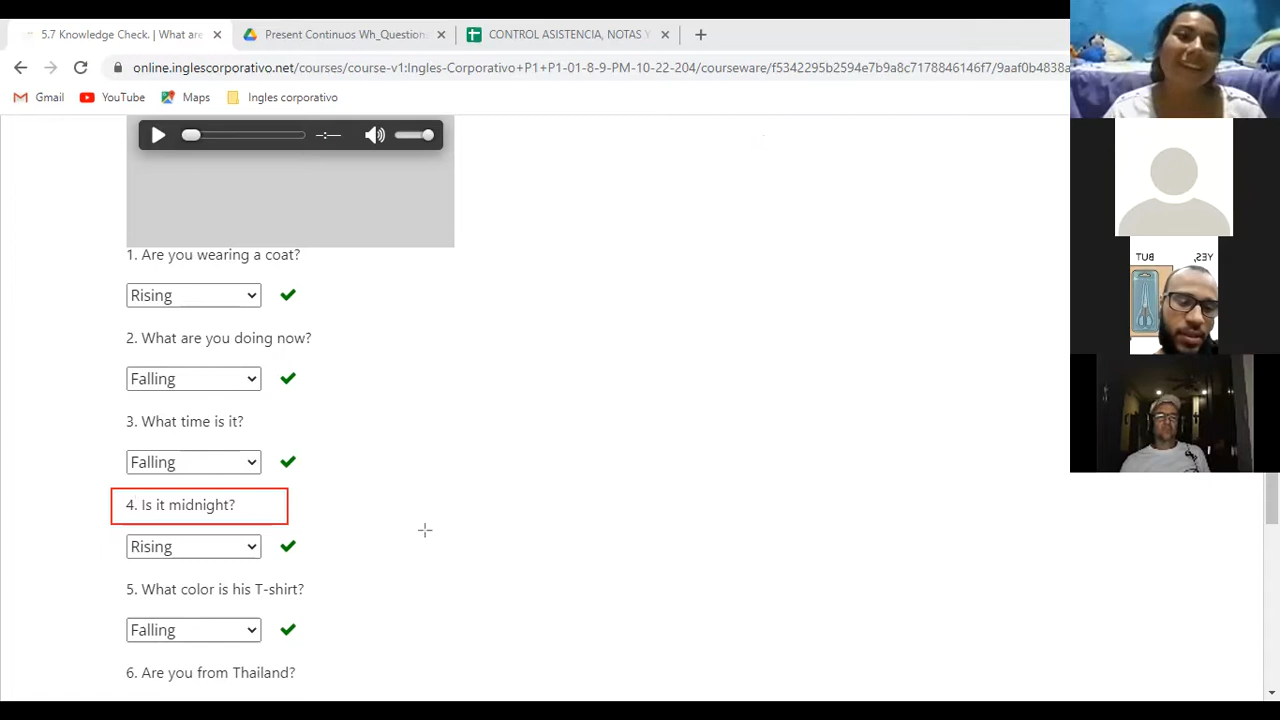 5.7 Knowledge Check. | What are
Present Continuos Wh_Question
CONTROL ASISTENCIA, NOTAS Y
online.inglescorporativo.net/courses/course-v1:Ingles-Corporativo+P1+P1-01-8-9-PM-10-22-204/courseware/f5342295b2594e7b9a8c7178846146f7/9aaf0b4838a
Gmail YouTube Maps Ingles corporativo
1. Are you wearing a coat?
Rising
2. What are you doing now?
Falling
3. What time is it?
Falling
4. Is it midnight?
Rising
5. What color is his T-shirt?
Falling
6. Are you from Thailand?
YES, BUT